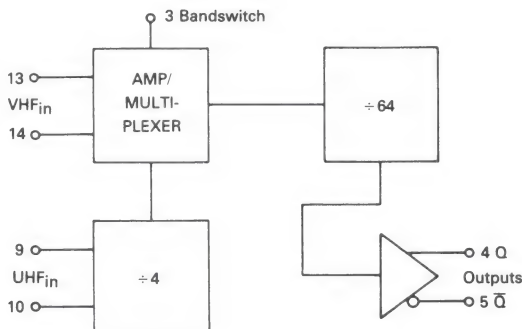 3 Bandswitch
13
VHFin
14
AMP/
MULTI-
PLEXER
÷64
9
UHFin
10
÷4
4 Q
Outputs
5 Q̅